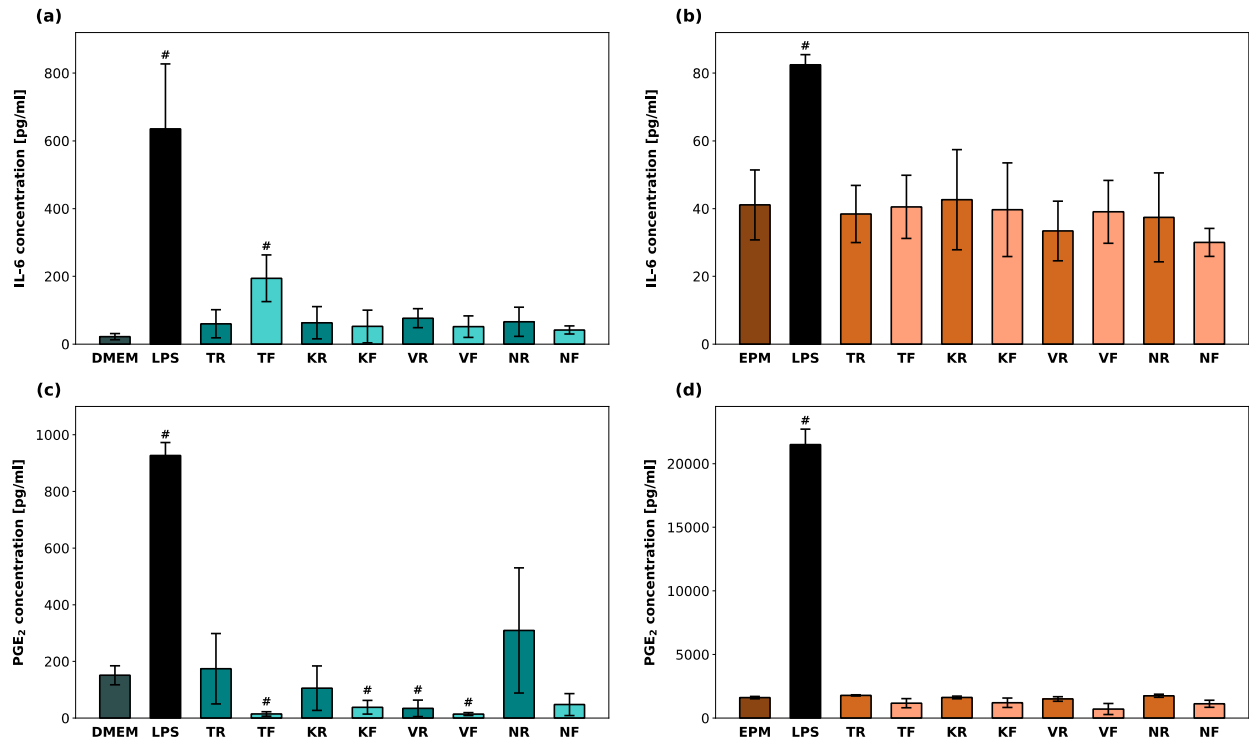 (a)
IL-6 concentration [pg/ml]
800
600
400
200
0
#
#
DMEM LPS TR TF KR KF VR VF NR NF
(b)
IL-6 concentration [pg/ml]
80
60
40
20
0
#
EPM LPS TR TF KR KF VR VF NR NF
(c)
PGE₂ concentration [pg/ml]
1000
800
600
400
200
0
#
# # # #
DMEM LPS TR TF KR KF VR VF NR NF
(d)
PGE₂ concentration [pg/ml]
20000
15000
10000
5000
0
#
EPM LPS TR TF KR KF VR VF NR NF